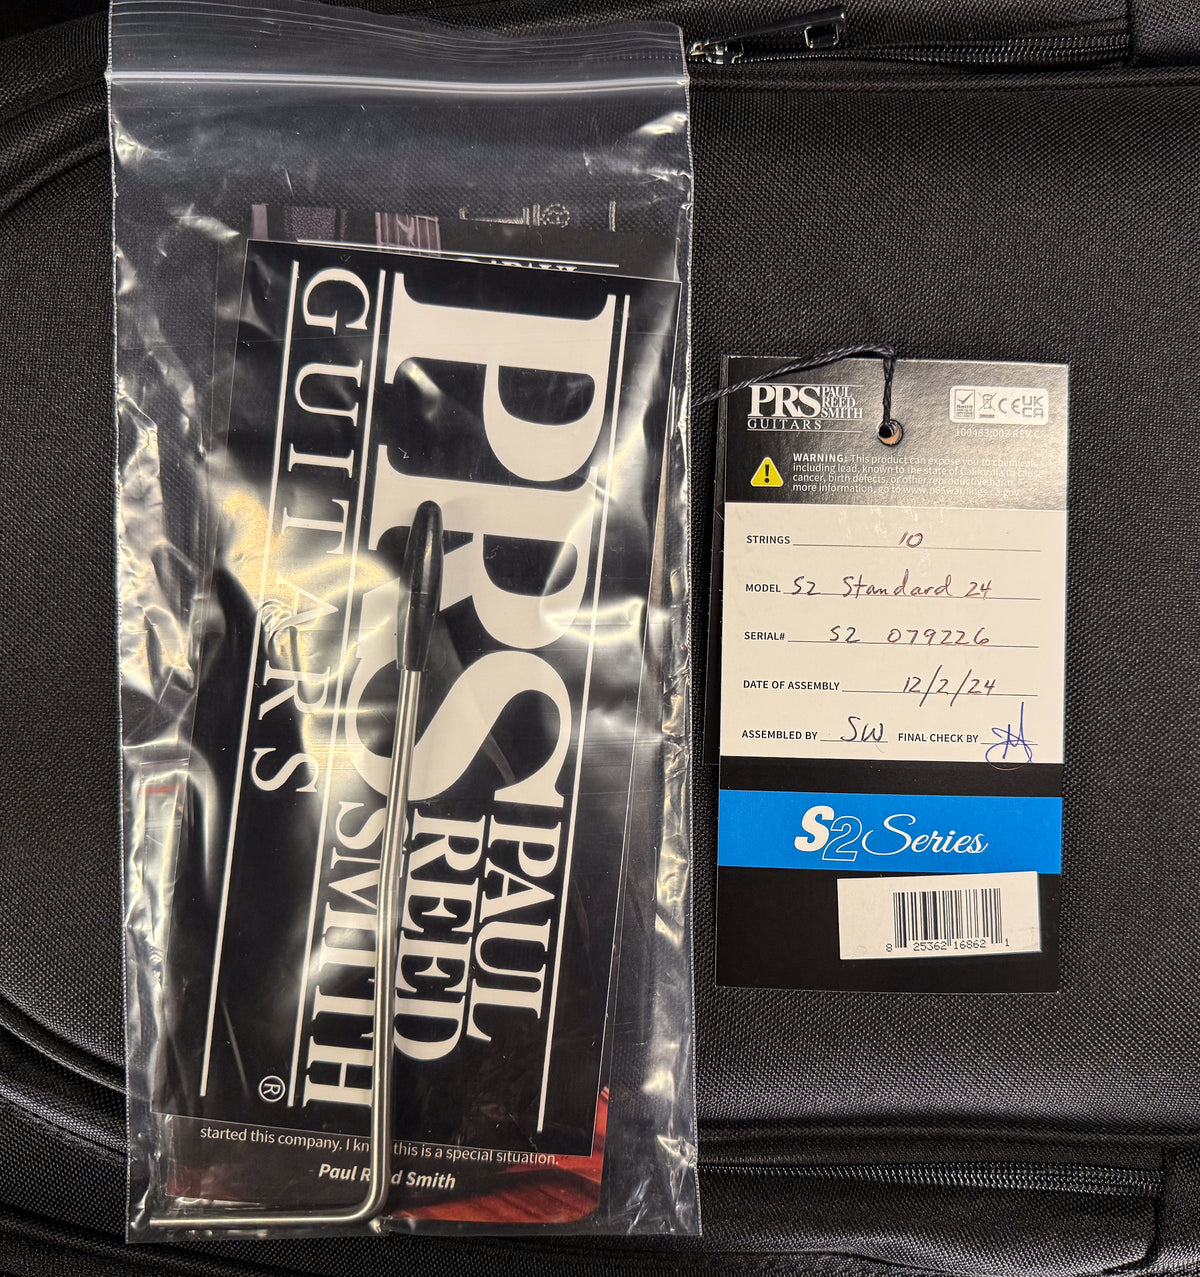 PRS
PAUL
REED
SMITH
GUITARS
®
started this company. I kn this is a special situation."
Paul R d Smith
PRS
PAUL
REED
SMITH
GUITARS
CE
UK
CA
100483:002:REV C
WARNING: This product can expose you to chemicals
including lead, known to the state of California to cause
cancer, birth defects, or other reproductive harm. For
more information, go to www.p65warnings.ca.gov
STRINGS 10
MODEL S2 Standard 24
SERIAL# S2 079226
DATE OF ASSEMBLY 12/2/24
ASSEMBLED BY SW FINAL CHECK BY
S2 Series
8 25362 16862 1